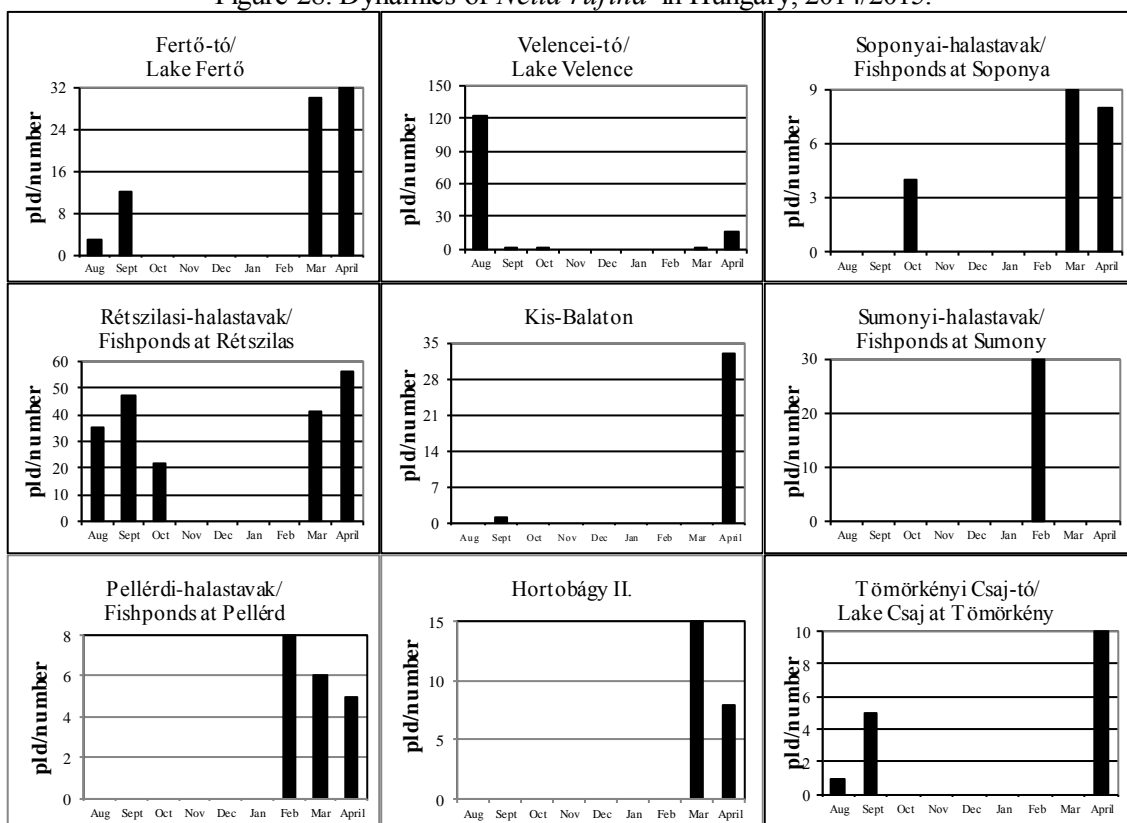 Figure 28. Dynamics of Netta rufina in Hungary, 2014/2015.
Fertő-tó/
Lake Fertő
pld/number
32
24
16
8
0
Aug Sept Oct Nov Dec Jan Feb Mar April
Velencei-tó/
Lake Velence
pld/number
150
120
90
60
30
0
Aug Sept Oct Nov Dec Jan Feb Mar April
Soponyai-halastavak/
Fishponds at Soponya
pld/number
9
6
3
0
Aug Sept Oct Nov Dec Jan Feb Mar April
Rétszilasi-halastavak/
Fishponds at Rétszilas
pld/number
60
50
40
30
20
10
0
Aug Sept Oct Nov Dec Jan Feb Mar April
Kis-Balaton
pld/number
35
28
21
14
7
0
Aug Sept Oct Nov Dec Jan Feb Mar April
Sumonyi-halastavak/
Fishponds at Sumony
pld/number
30
20
10
0
Aug Sept Oct Nov Dec Jan Feb Mar April
Pellérdi-halastavak/
Fishponds at Pellérd
pld/number
8
6
4
2
0
Aug Sept Oct Nov Dec Jan Feb Mar April
Hortobágy II.
pld/number
15
10
5
0
Aug Sept Oct Nov Dec Jan Feb Mar April
Tömörkényi Csaj-tó/
Lake Csaj at Tömörkény
pld/number
10
8
6
4
2
0
Aug Sept Oct Nov Dec Jan Feb Mar April